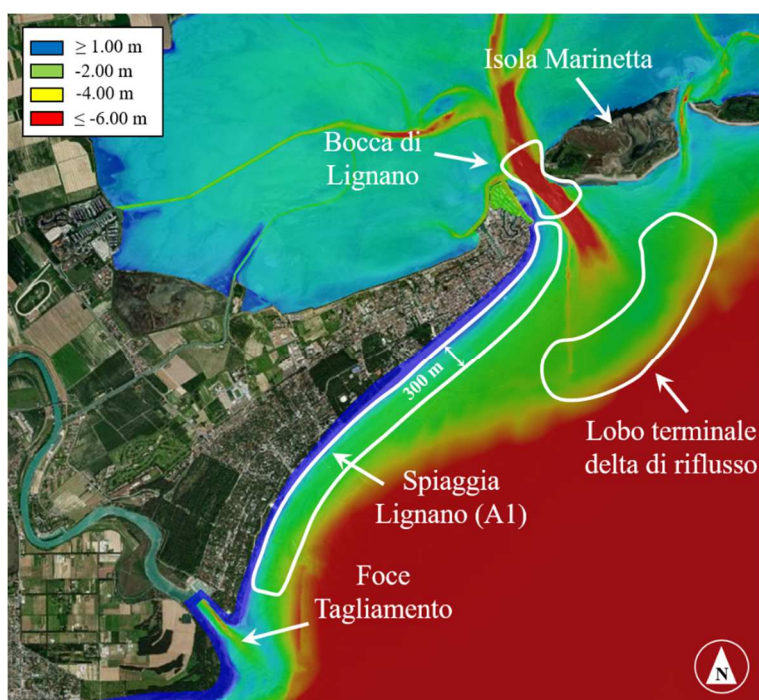 ≥ 1.00 m
-2.00 m
-4.00 m
≤ -6.00 m
Isola Marinetta
Bocca di
Lignano
300 m
Lobo terminale
delta di riflusso
Spiaggia
Lignano (A1)
Foce
Tagliamento
N